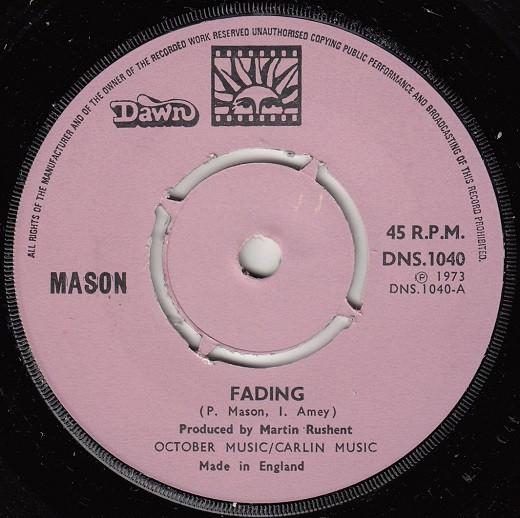 ALL RIGHTS OF THE MANUFACTURER AND OF THE OWNER OF THE RECORDED WORK RESERVED UNAUTHORISED COPYING PUBLIC PERFORMANCE AND BROADCASTING OF THIS RECORD PROHIBITED.
Dawn
45 R.P.M.
DNS.1040
Ⓟ 1973
DNS.1040-A
MASON
FADING
(P. Mason, I. Amey)
Produced by Martin Rushent
OCTOBER MUSIC/CARLIN MUSIC
Made in England